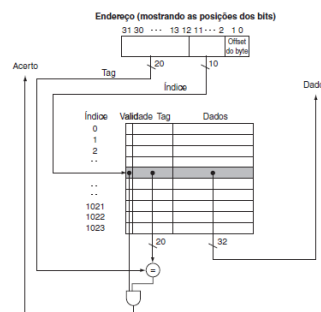 Endereço (mostrando as posições dos bits)
31 30 ··· 13 12 11 ··· 2 1 0
Offset
do byte
Acerto
20
10
Tag
Dado
Índice
Índice Validade Tag Dados
0
1
2
··
··
··
1021
1022
1023
20
32
=